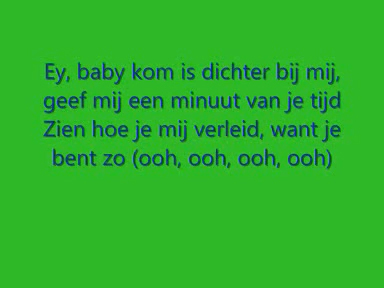 Ey, baby kom is dichter bij mij,
geef mij een minuut van je tijd
Zien hoe je mij verleid, want je
bent zo (ooh, ooh, ooh, ooh)